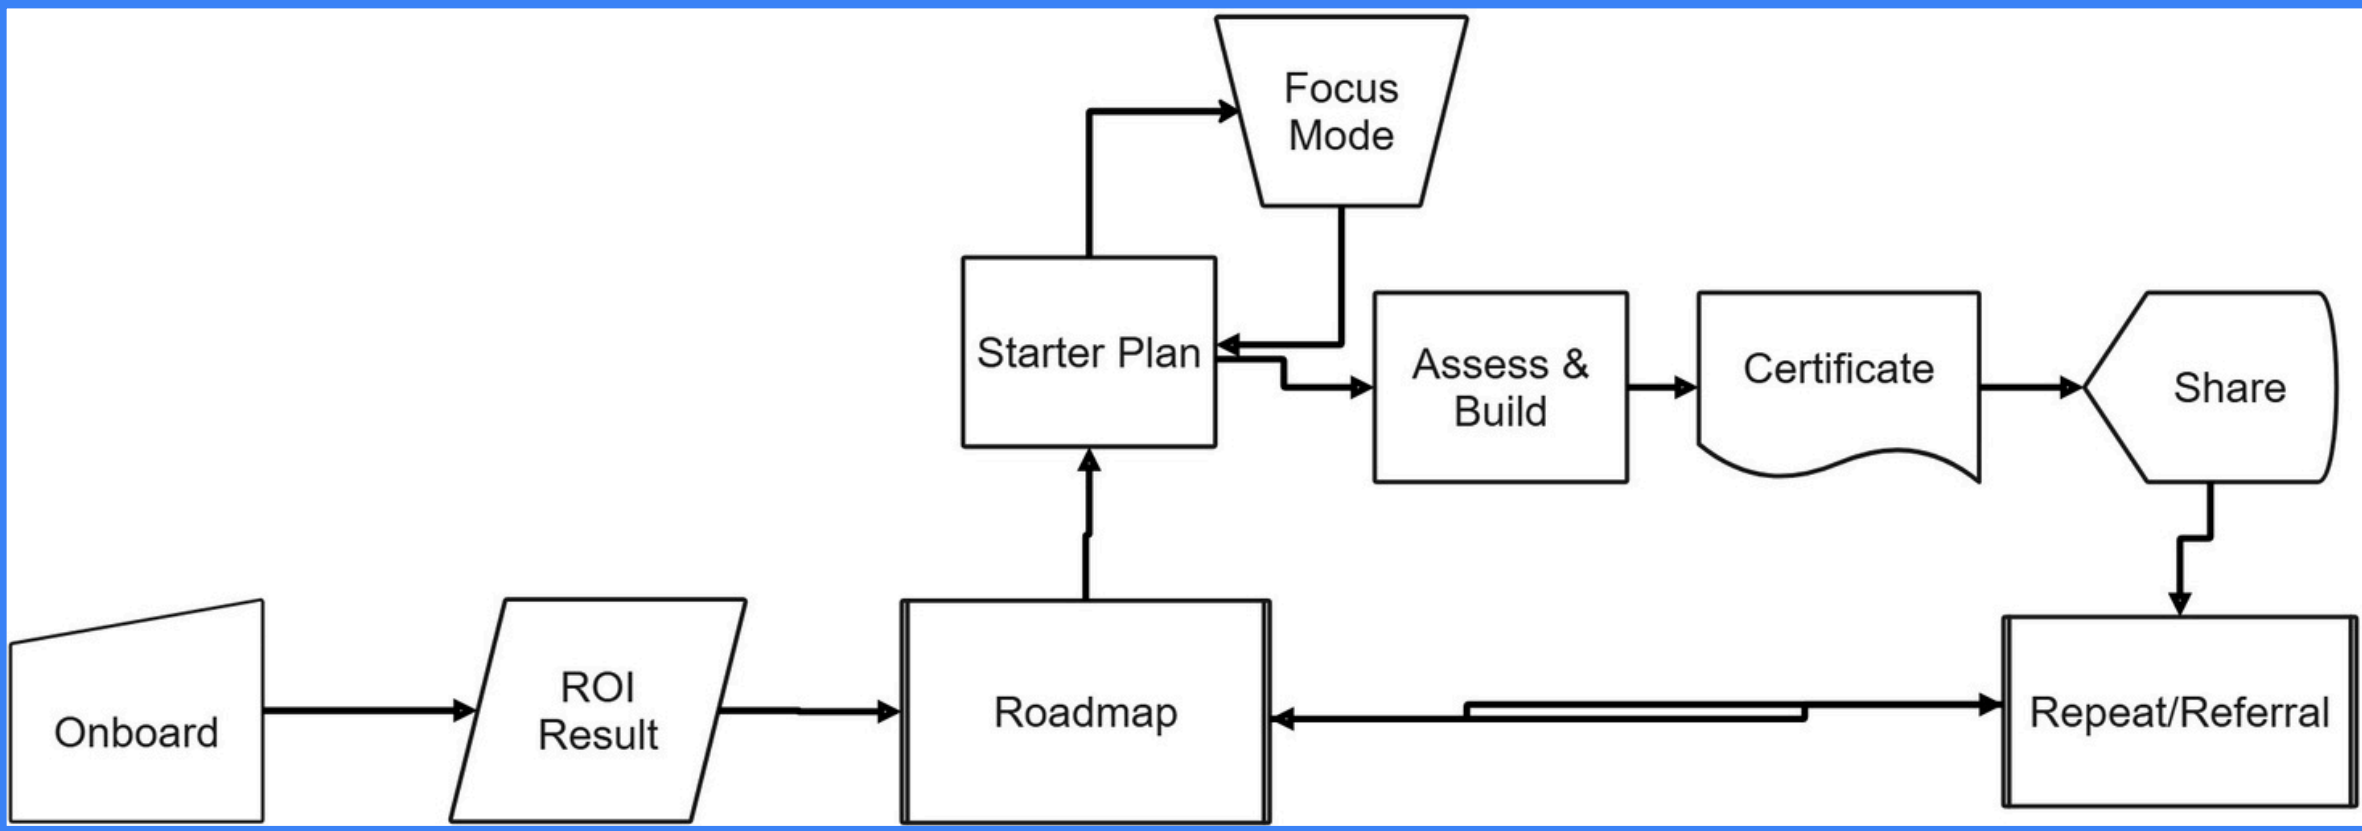 Focus
Mode
Starter Plan
Assess &
Build
Certificate
Share
Onboard
ROI
Result
Roadmap
Repeat/Referral